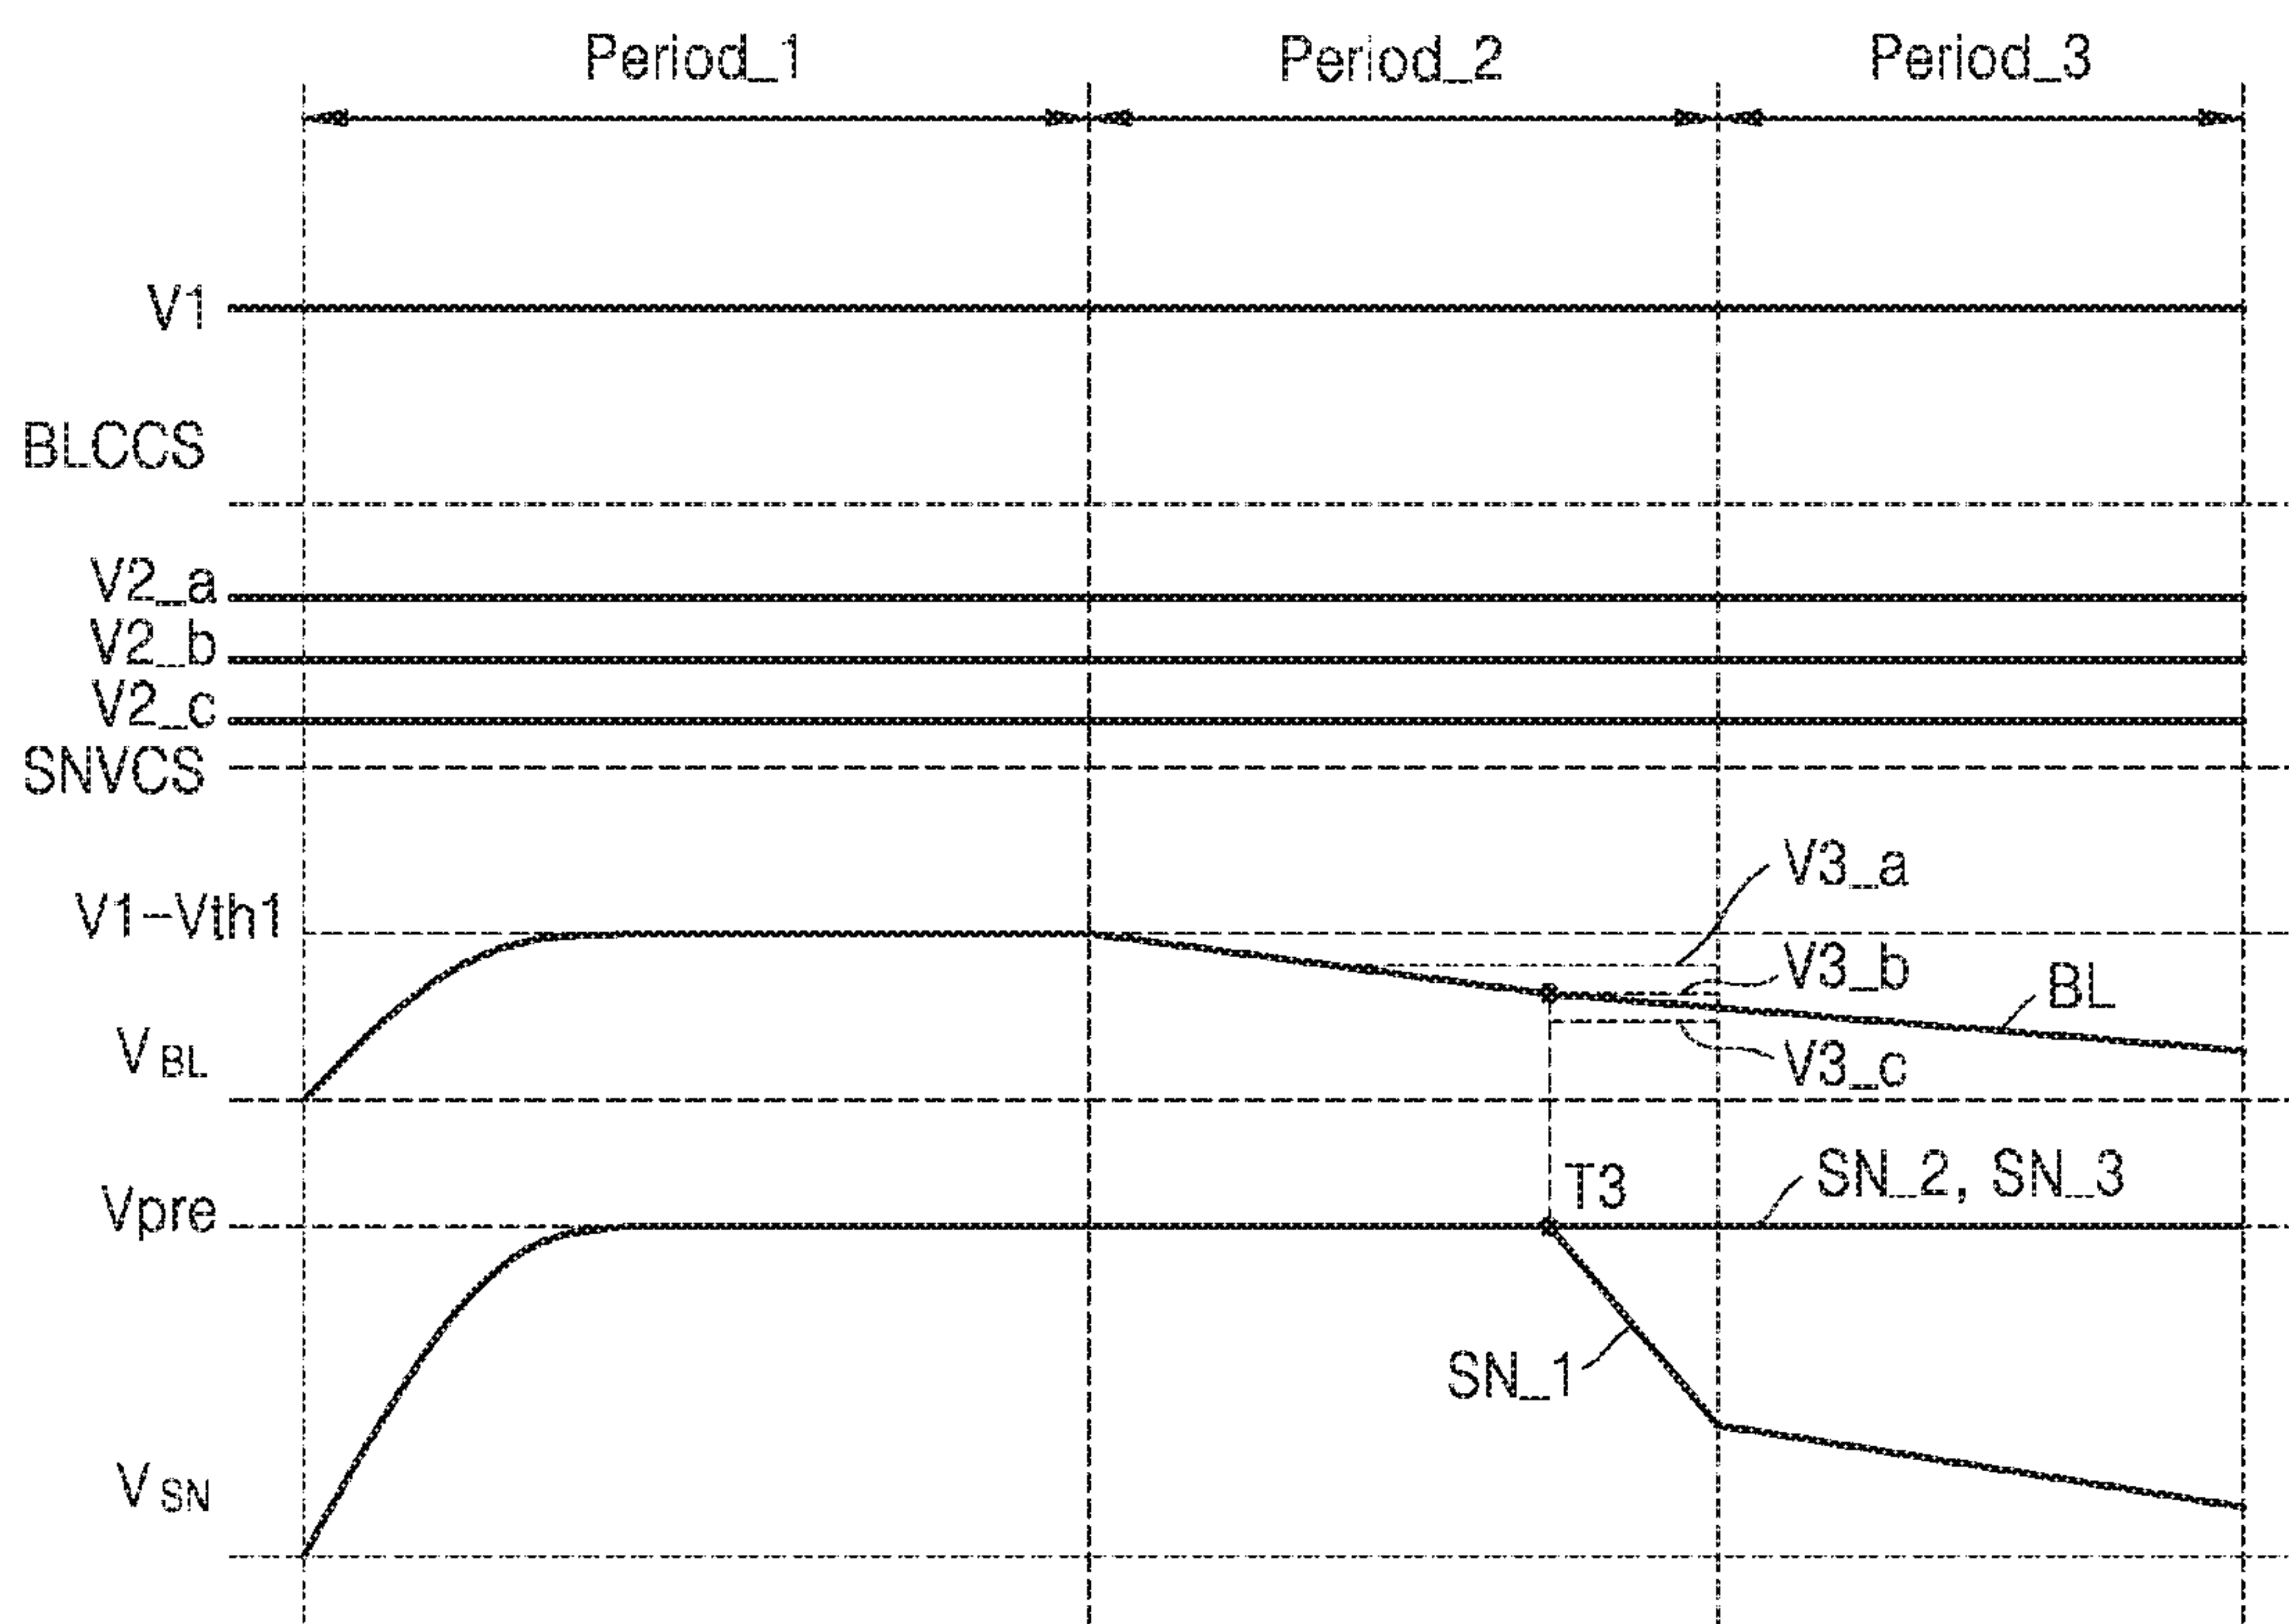 Period_1 Period_2 Period_3
V1
BLCCS
V2_a
V2_b
V2_c
SNVCS
V3_a
V1-Vth1
V3_b
BL
VBL
V3_c
T3
SN_2, SN_3
Vpre
SN_1
VSN